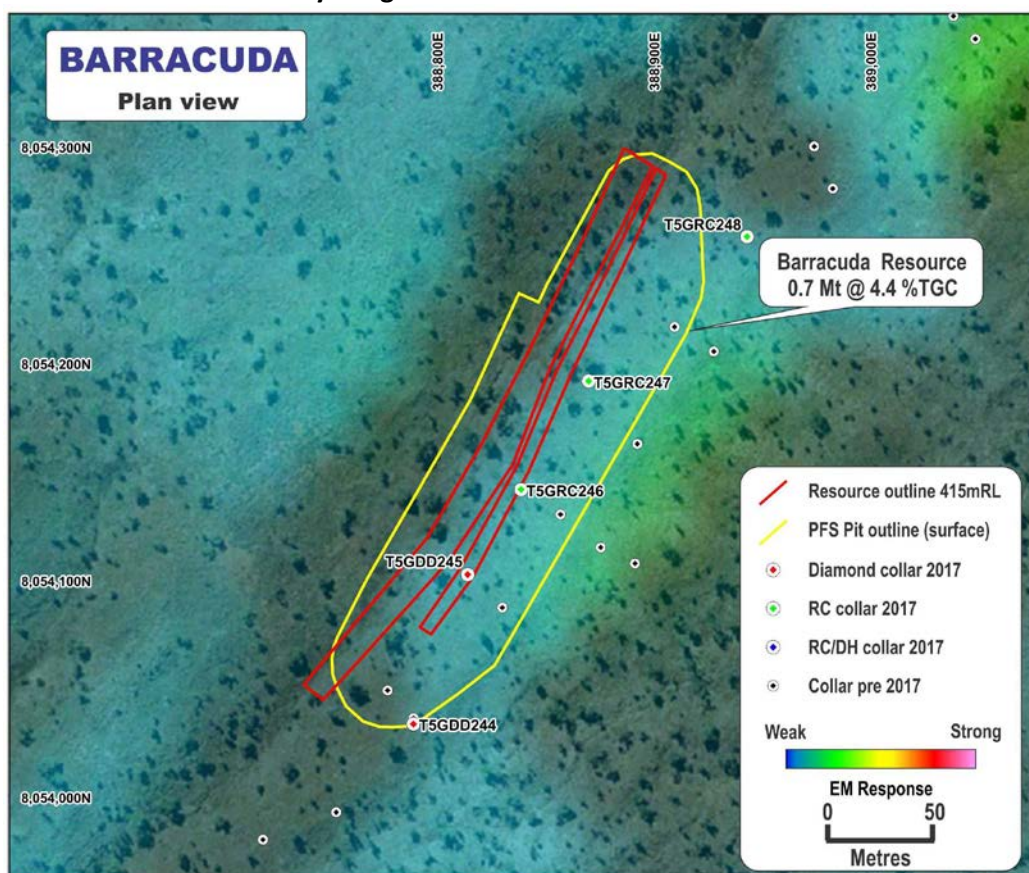 BARRACUDA
Plan view
388,800E
388,900E
389,000E
8,054,300N
T5GRC248
Barracuda Resource
0.7 Mt @ 4.4 %TGC
8,054,200N
T5GRC247
T5GRC246
T5GDD245
8,054,100N
T5GDD244
8,054,000N
Resource outline 415mRL
PFS Pit outline (surface)
Diamond collar 2017
RC collar 2017
RC/DH collar 2017
Collar pre 2017
Weak Strong
EM Response
0 50
Metres